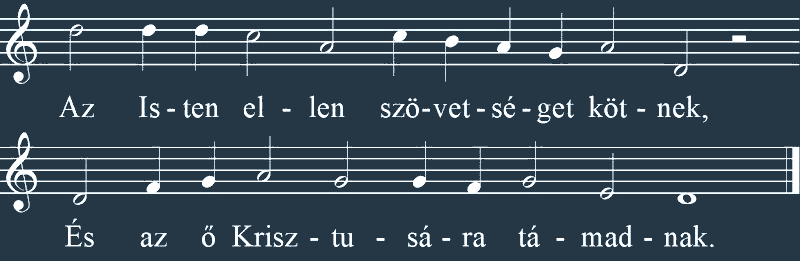 Az Is - ten el - len szö-vet-sé-get köt - nek,
És az ő Krisz - tu - sá - ra tá - mad - nak.